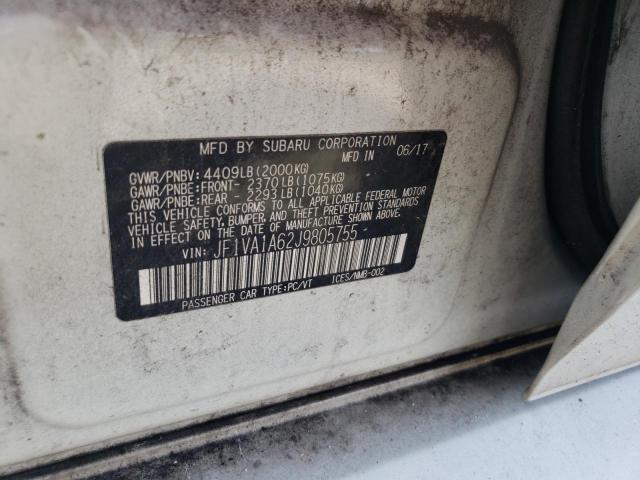 MFD BY SUBARU CORPORATION
MFD IN 06/17
GVWR/PNBV: 4409LB(2000KG)
GAWR/PNBE:FRONT- 2370LB(1075KG)
GAWR/PNBE:REAR - 2293LB(1040KG)
THIS VEHICLE CONFORMS TO ALL APPLICABLE FEDERAL MOTOR
VEHICLE SAFETY, BUMPER, AND THEFT PREVENTION STANDARDS
IN EFFECT ON THE DATE OF MANUFACTURE SHOWN ABOVE.
VIN: JF1VA1A62J9805755
PASSENGER CAR TYPE:PC/VT ICES/NMB-002